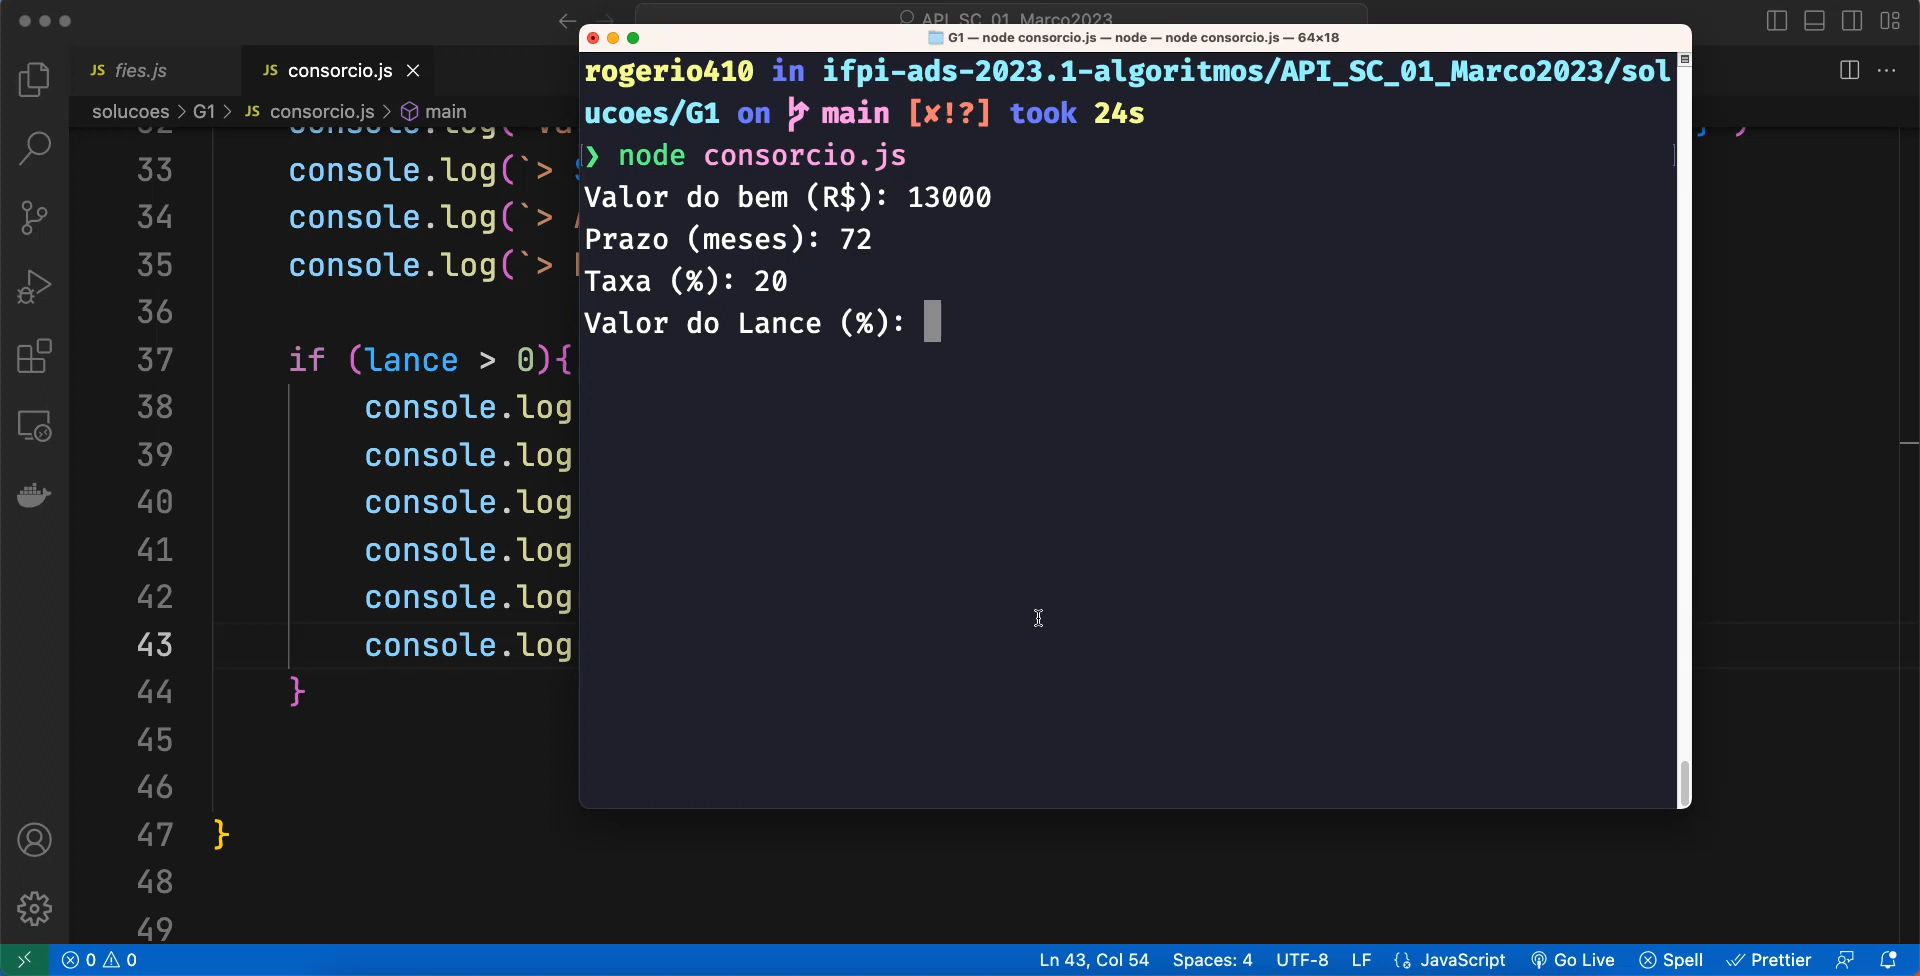 API_SC_01_Marco2023
JS fies.js
JS consorcio.js
solucoes > G1 > JS consorcio.js > main
33 console.log(`>
34 console.log(`>
35 console.log(`>
36
37 if (lance > 0){
38 console.log
39 console.log
40 console.log
41 console.log
42 console.log
43 console.log
44 }
45
46
47 }
48
49
G1 — node consorcio.js — node — node consorcio.js — 64×18
rogerio410 in ifpi-ads-2023.1-algoritmos/API_SC_01_Marco2023/sol
ucoes/G1 on main [✘!?] took 24s
❯ node consorcio.js
Valor do bem (R$): 13000
Prazo (meses): 72
Taxa (%): 20
Valor do Lance (%):
0 0 Ln 43, Col 54 Spaces: 4 UTF-8 LF {} JavaScript Go Live Spell Prettier